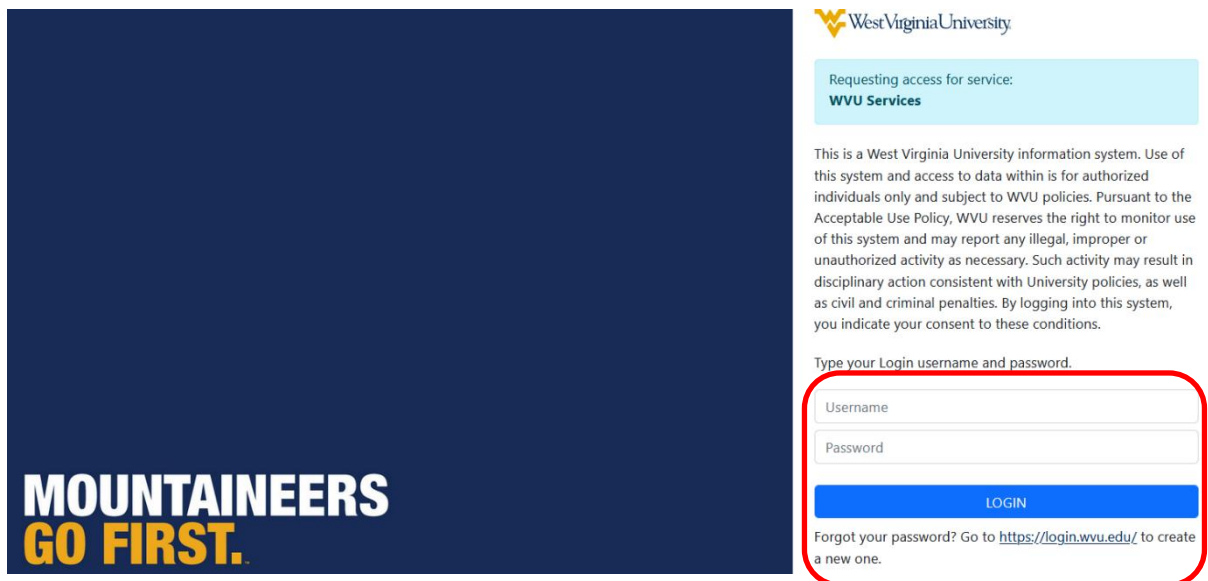 MOUNTAINEERS
GO FIRST.
West Virginia University
Requesting access for service:
WVU Services
This is a West Virginia University information system. Use of
this system and access to data within is for authorized
individuals only and subject to WVU policies. Pursuant to the
Acceptable Use Policy, WVU reserves the right to monitor use
of this system and may report any illegal, improper or
unauthorized activity as necessary. Such activity may result in
disciplinary action consistent with University policies, as well
as civil and criminal penalties. By logging into this system,
you indicate your consent to these conditions.
Type your Login username and password.
Username
Password
LOGIN
Forgot your password? Go to https://login.wvu.edu/ to create
a new one.